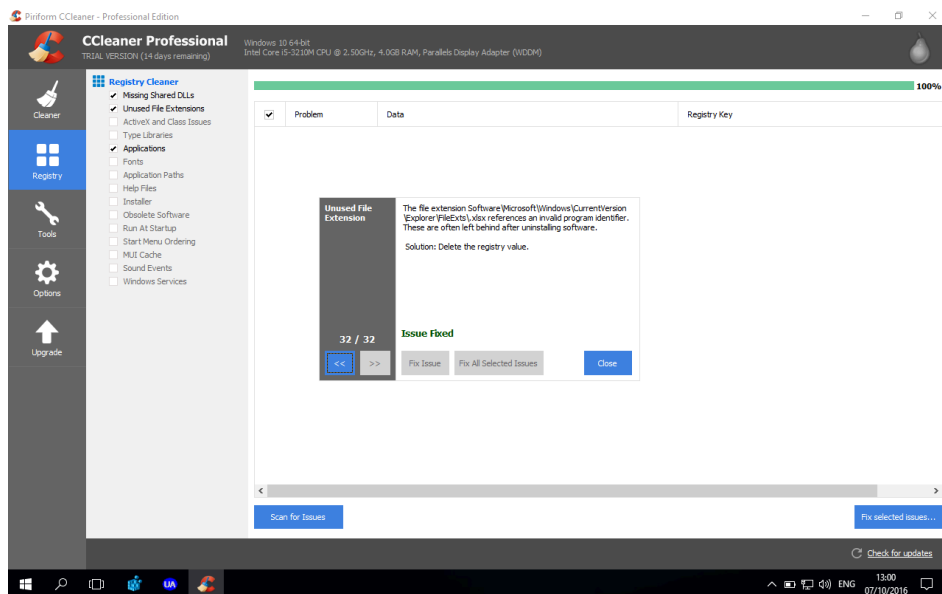 Piriform CCleaner - Professional Edition
CCleaner Professional
TRIAL VERSION (14 days remaining)
Windows 10 64-bit
Intel Core i5-3210M CPU @ 2.50GHz, 4.0GB RAM, Parallels Display Adapter (WDDM)
Cleaner
Registry
Tools
Options
Upgrade
Registry Cleaner
Missing Shared DLLs
Unused File Extensions
ActiveX and Class Issues
Type Libraries
Applications
Fonts
Application Paths
Help Files
Installer
Obsolete Software
Run At Startup
Start Menu Ordering
MUI Cache
Sound Events
Windows Services
100%
Problem Data Registry Key
Unused File
Extension
The file extension Software\Microsoft\Windows\CurrentVersion
\Explorer\FileExts\.xlsx references an invalid program identifier.
These are often left behind after uninstalling software.
Solution: Delete the registry value.
Issue Fixed
32 / 32
<< >> Fix Issue Fix All Selected Issues Close
Scan for Issues Fix selected issues...
Check for updates
UA ENG 13:00
07/10/2016